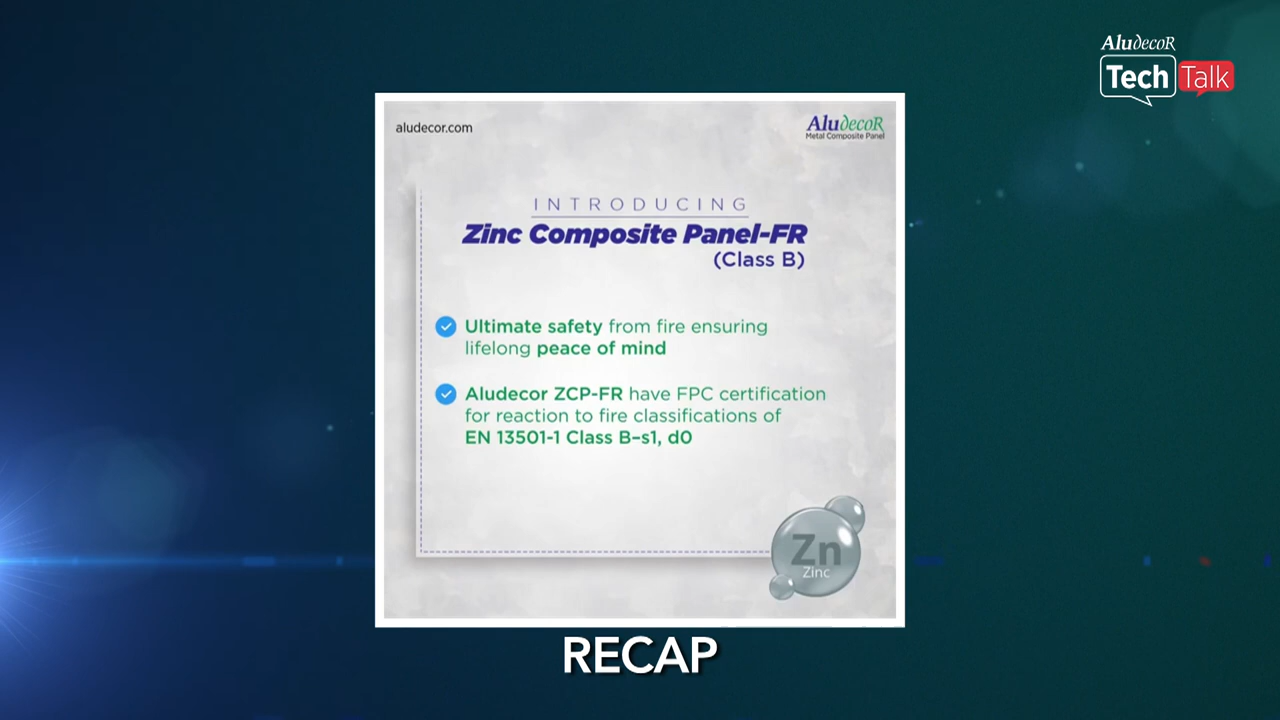 AludecoR
Tech Talk
aludecor.com
AludecoR
Metal Composite Panel
INTRODUCING
Zinc Composite Panel-FR
(Class B)
Ultimate safety from fire ensuring
lifelong peace of mind
Aludecor ZCP-FR have FPC certification
for reaction to fire classifications of
EN 13501-1 Class B–s1, d0
Zn
Zinc
RECAP